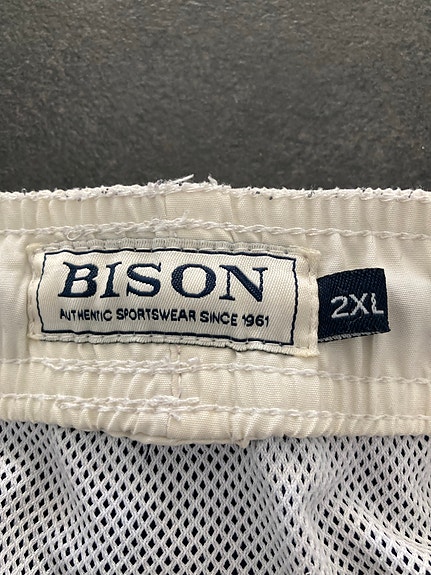 BISON
AUTHENTIC SPORTSWEAR SINCE 1961
2XL